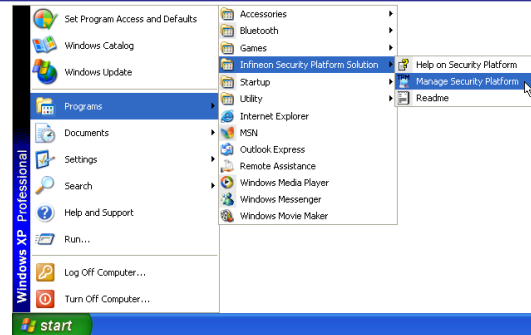 Set Program Access and Defaults
Windows Catalog
Windows Update
Programs
Documents
Settings
Search
Help and Support
Run...
Log Off Computer...
Turn Off Computer...
Windows XP Professional
start
Accessories
Bluetooth
Games
Infineon Security Platform Solution
Startup
Utility
Internet Explorer
MSN
Outlook Express
Remote Assistance
Windows Media Player
Windows Messenger
Windows Movie Maker
Help on Security Platform
TPM
Manage Security Platform
Readme